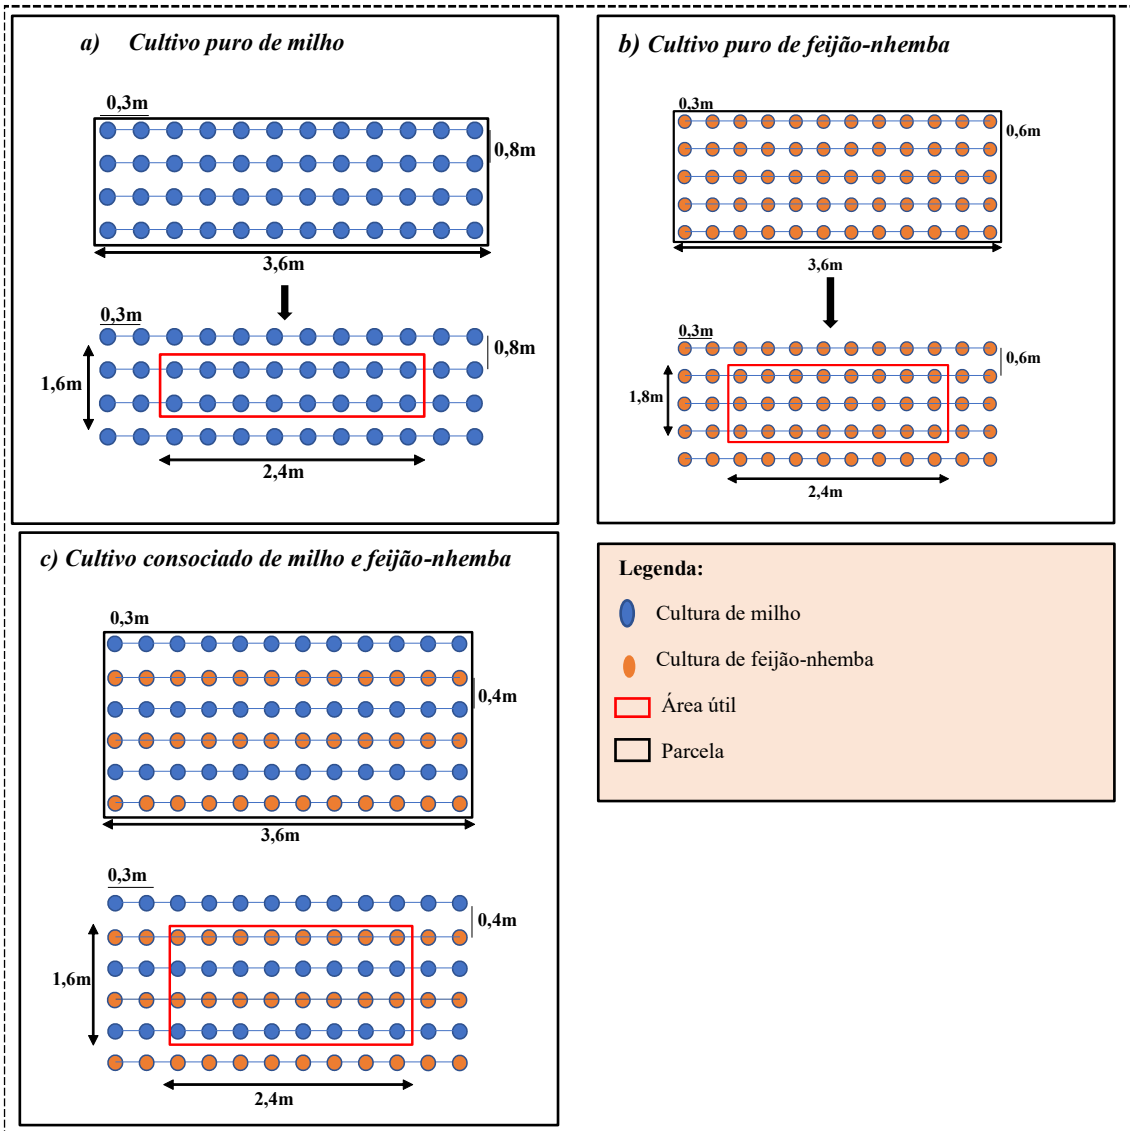 a) Cultivo puro de milho
0,3m
0,8m
3,6m
0,3m
0,8m
1,6m
2,4m
b) Cultivo puro de feijão-nhemba
0,3m
0,6m
3,6m
0,3m
0,6m
1,8m
2,4m
c) Cultivo consociado de milho e feijão-nhemba
0,3m
0,4m
3,6m
0,3m
0,4m
1,6m
2,4m
Legenda:
Cultura de milho
Cultura de feijão-nhemba
Área útil
Parcela